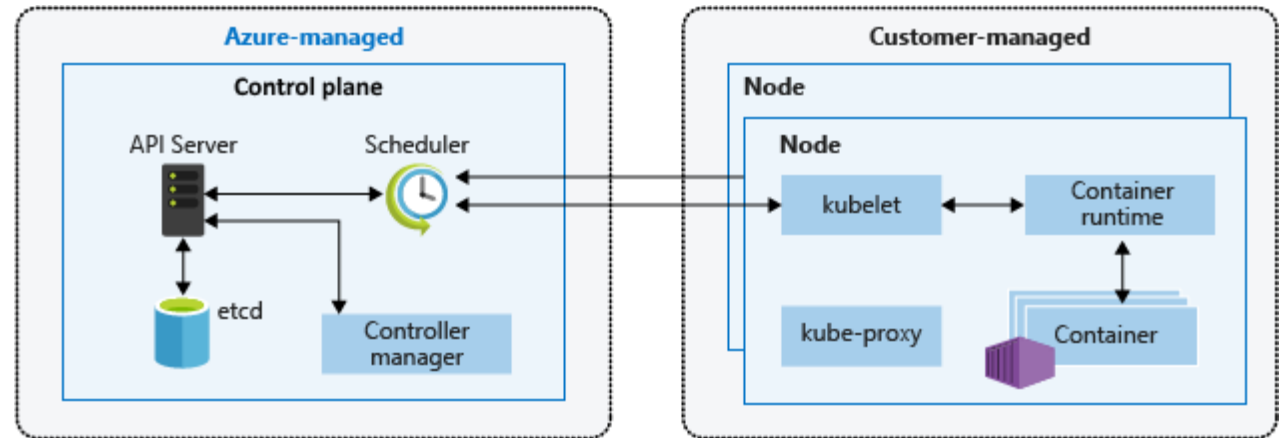 Azure-managed
Control plane
API Server
Scheduler
etcd
Controller
manager
Customer-managed
Node
Node
kubelet
Container
runtime
kube-proxy
Container